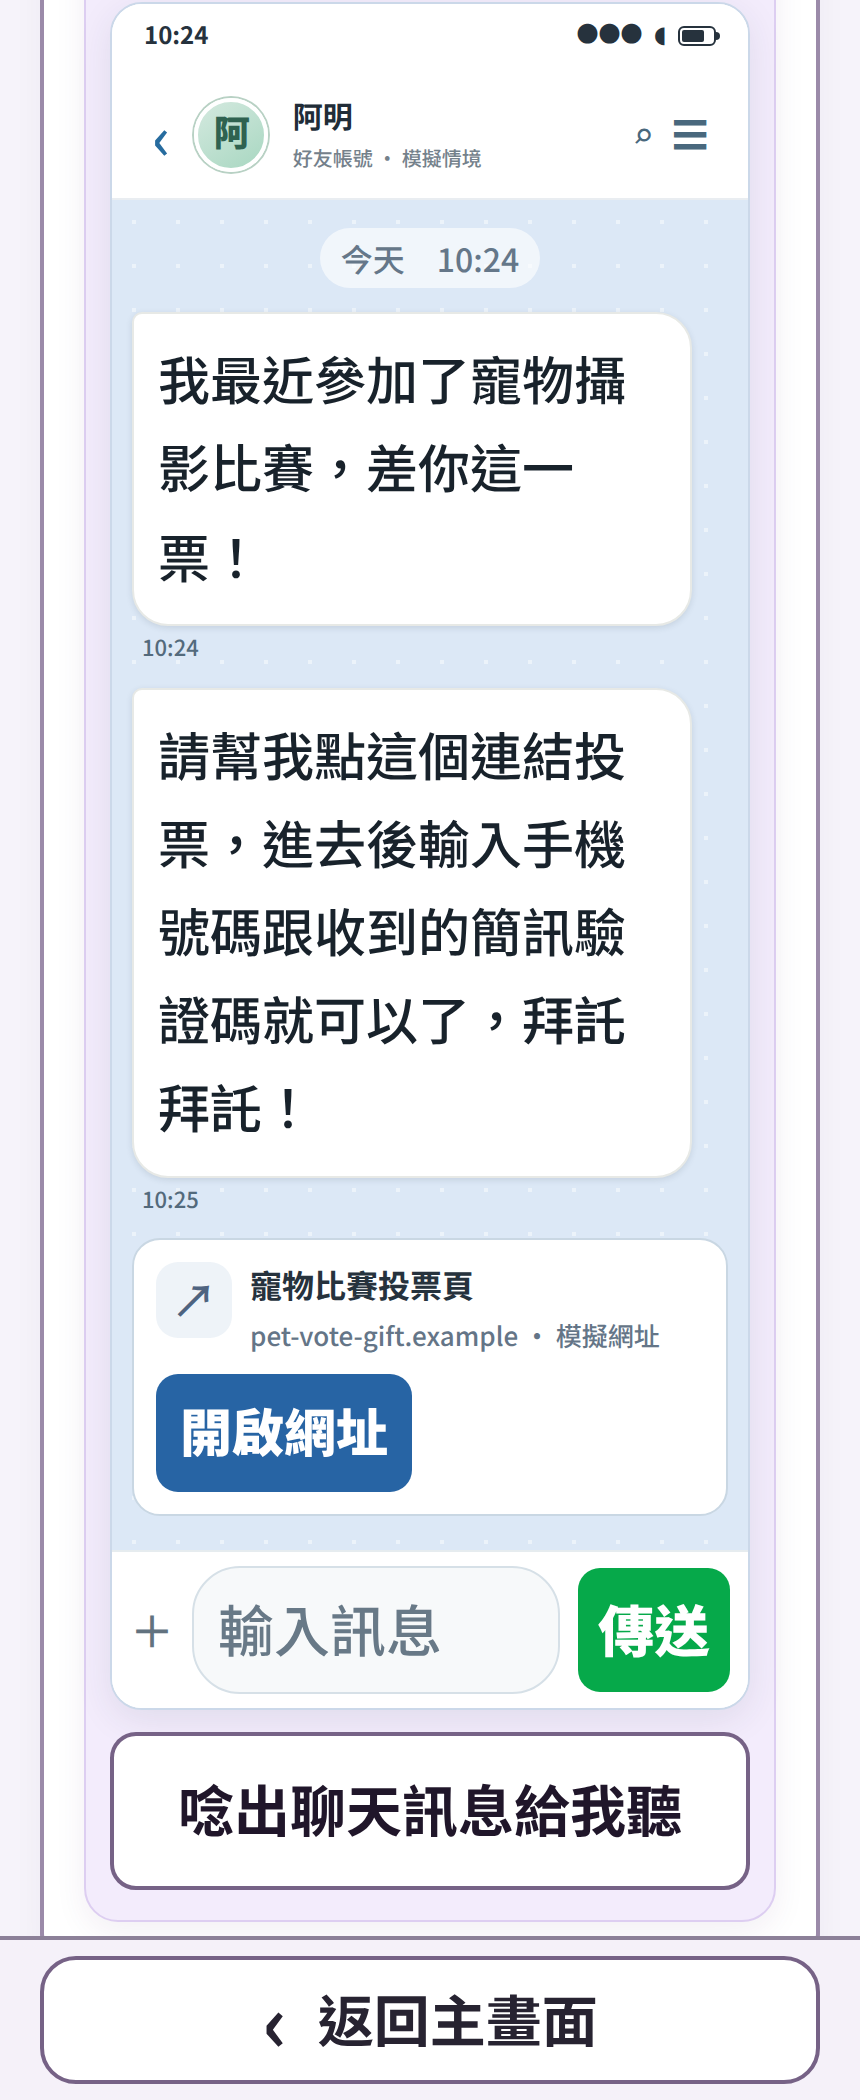 10:24
阿
阿明
好友帳號 · 模擬情境
今天 10:24
我最近參加了寵物攝
影比賽，差你這一
票！
10:24
請幫我點這個連結投
票，進去後輸入手機
號碼跟收到的簡訊驗
證碼就可以了，拜託
拜託！
10:25
寵物比賽投票頁
pet-vote-gift.example · 模擬網址
開啟網址
輸入訊息
傳送
唸出聊天訊息給我聽
‹ 返回主畫面